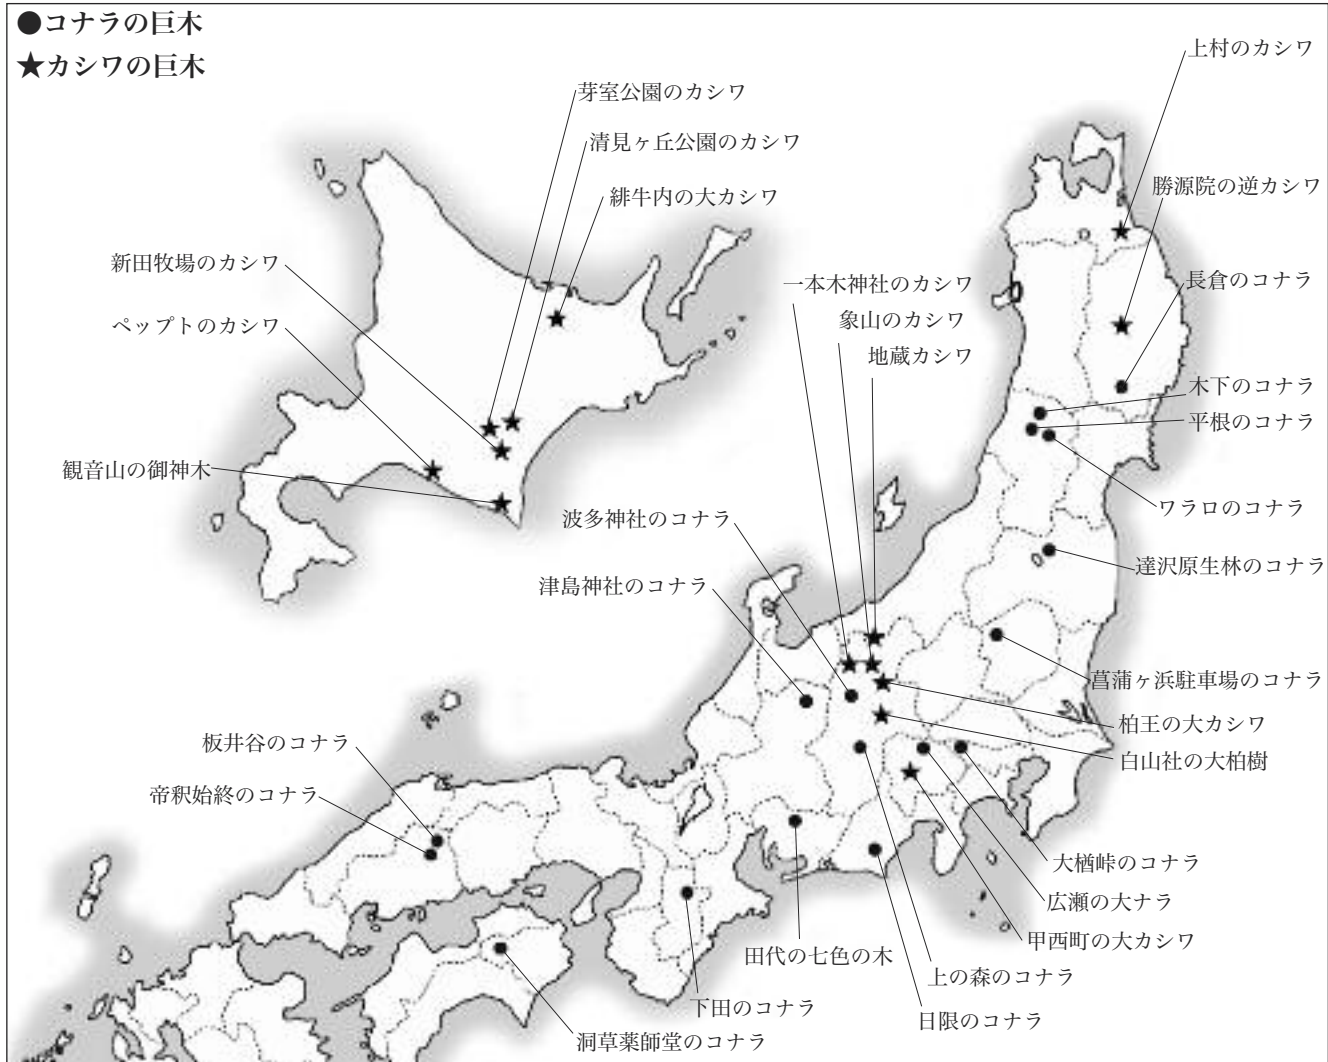 ●コナラの巨木
★カシワの巨木
上村のカシワ
芽室公園のカシワ
清見ヶ丘公園のカシワ
緋牛内の大カシワ
勝源院の逆カシワ
新田牧場のカシワ
一本木神社のカシワ
長倉のコナラ
ペップトのカシワ
象山のカシワ
地蔵カシワ
木下のコナラ
平根のコナラ
観音山の御神木
波多神社のコナラ
ワラロのコナラ
達沢原生林のコナラ
津島神社のコナラ
菖蒲ヶ浜駐車場のコナラ
柏王の大カシワ
板井谷のコナラ
白山社の大柏樹
帝釈始終のコナラ
大楢峠のコナラ
広瀬の大ナラ
甲西町の大カシワ
田代の七色の木
上の森のコナラ
下田のコナラ
日限のコナラ
洞草薬師堂のコナラ